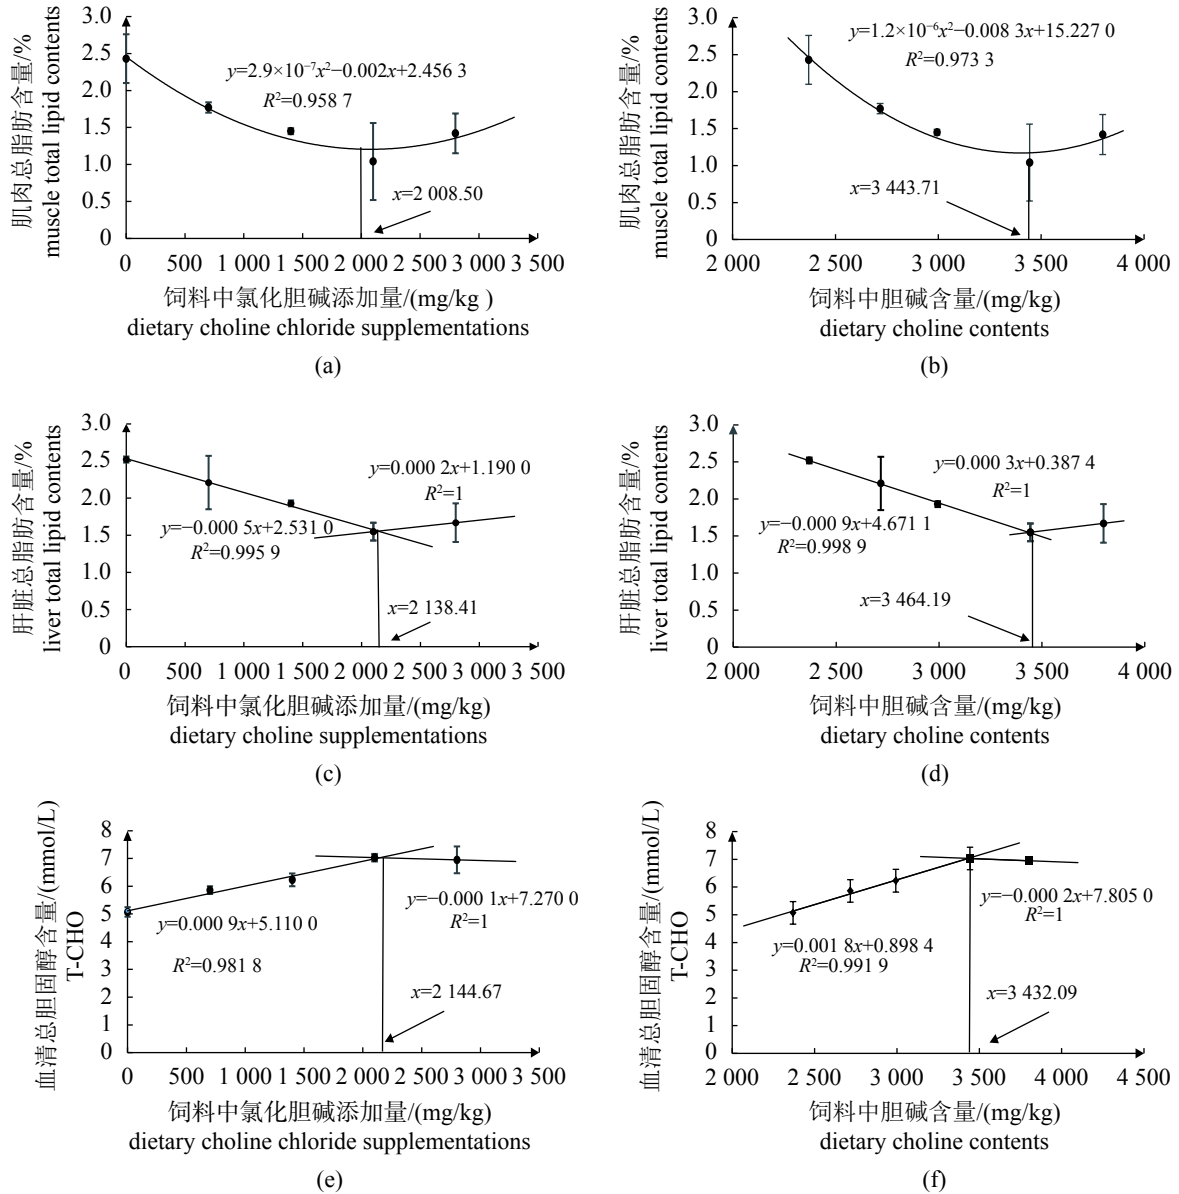 肌肉总脂肪含量/%
muscle total lipid contents
3.0
2.5
2.0
1.5
1.0
0.5
0
y=2.9×10⁻⁷x²−0.002x+2.456 3
R²=0.958 7
x=2 008.50
0 500 1 000 1 500 2 000 2 500 3 000 3 500
饲料中氯化胆碱添加量/(mg/kg )
dietary choline chloride supplementations
(a)
肌肉总脂肪含量/%
muscle total lipid contents
3.0
2.5
2.0
1.5
1.0
0.5
0
y=1.2×10⁻⁶x²−0.008 3x+15.227 0
R²=0.973 3
x=3 443.71
2 000 2 500 3 000 3 500 4 000
饲料中胆碱含量/(mg/kg)
dietary choline contents
(b)
肝脏总脂肪含量/%
liver total lipid contents
3.0
2.5
2.0
1.5
1.0
0.5
0
y=0.000 2x+1.190 0
R²=1
y=−0.000 5x+2.531 0
R²=0.995 9
x=2 138.41
0 500 1 000 1 500 2 000 2 500 3 000 3 500
饲料中氯化胆碱添加量/(mg/kg)
dietary choline supplementations
(c)
肝脏总脂肪含量/%
liver total lipid contents
3.0
2.5
2.0
1.5
1.0
0.5
0
y=0.000 3x+0.387 4
R²=1
y=−0.000 9x+4.671 1
R²=0.998 9
x=3 464.19
2 000 2 500 3 000 3 500 4 000
饲料中胆碱含量/(mg/kg)
dietary choline contents
(d)
血清总胆固醇含量/(mmol/L)
T-CHO
8
7
6
5
4
3
2
1
0
y=−0.000 1x+7.270 0
R²=1
y=0.000 9x+5.110 0
R²=0.981 8
x=2 144.67
0 500 1 000 1 500 2 000 2 500 3 000 3 500
饲料中氯化胆碱添加量/(mg/kg)
dietary choline chloride supplementations
(e)
血清总胆固醇含量/(mmol/L)
T-CHO
8
7
6
5
4
3
2
1
0
y=−0.000 2x+7.805 0
R²=1
y=0.001 8x+0.898 4
R²=0.991 9
x=3 432.09
2 000 2 500 3 000 3 500 4 000 4 500
饲料中胆碱含量/(mg/kg)
dietary choline contents
(f)